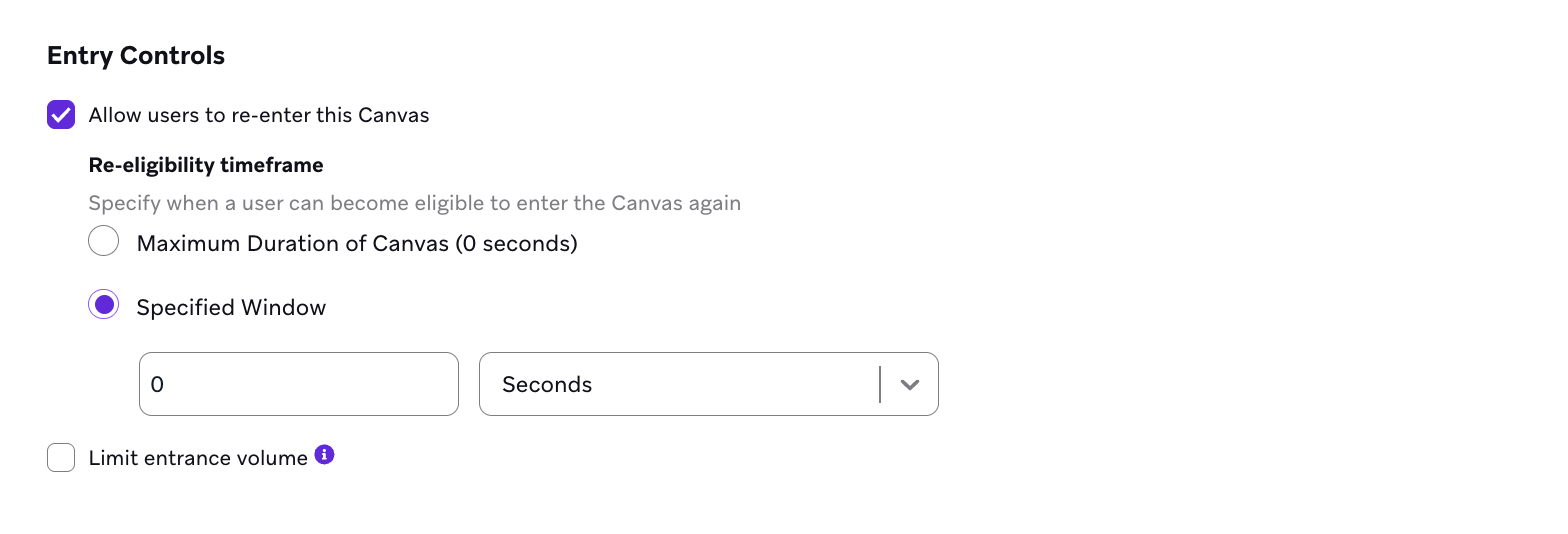 Entry Controls
Allow users to re-enter this Canvas
Re-eligibility timeframe
Specify when a user can become eligible to enter the Canvas again
Maximum Duration of Canvas (0 seconds)
Specified Window
0 Seconds
Limit entrance volume